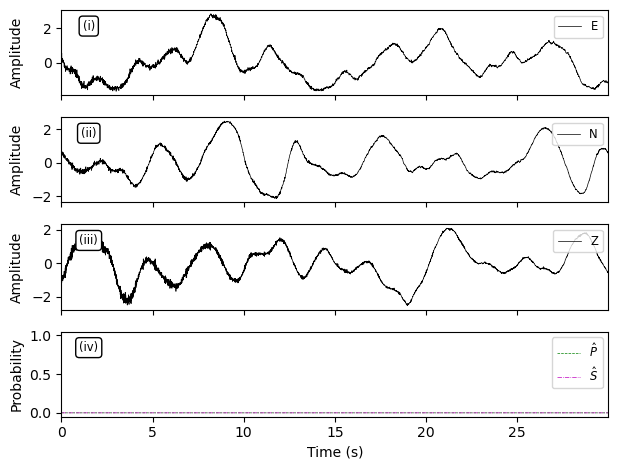 (i)
E
Amplitude
2
0
(ii)
N
Amplitude
2
0
−2
(iii)
Z
Amplitude
2
0
−2
(iv)
P̂
Ŝ
Probability
1.0
0.5
0.0
0 5 10 15 20 25
Time (s)